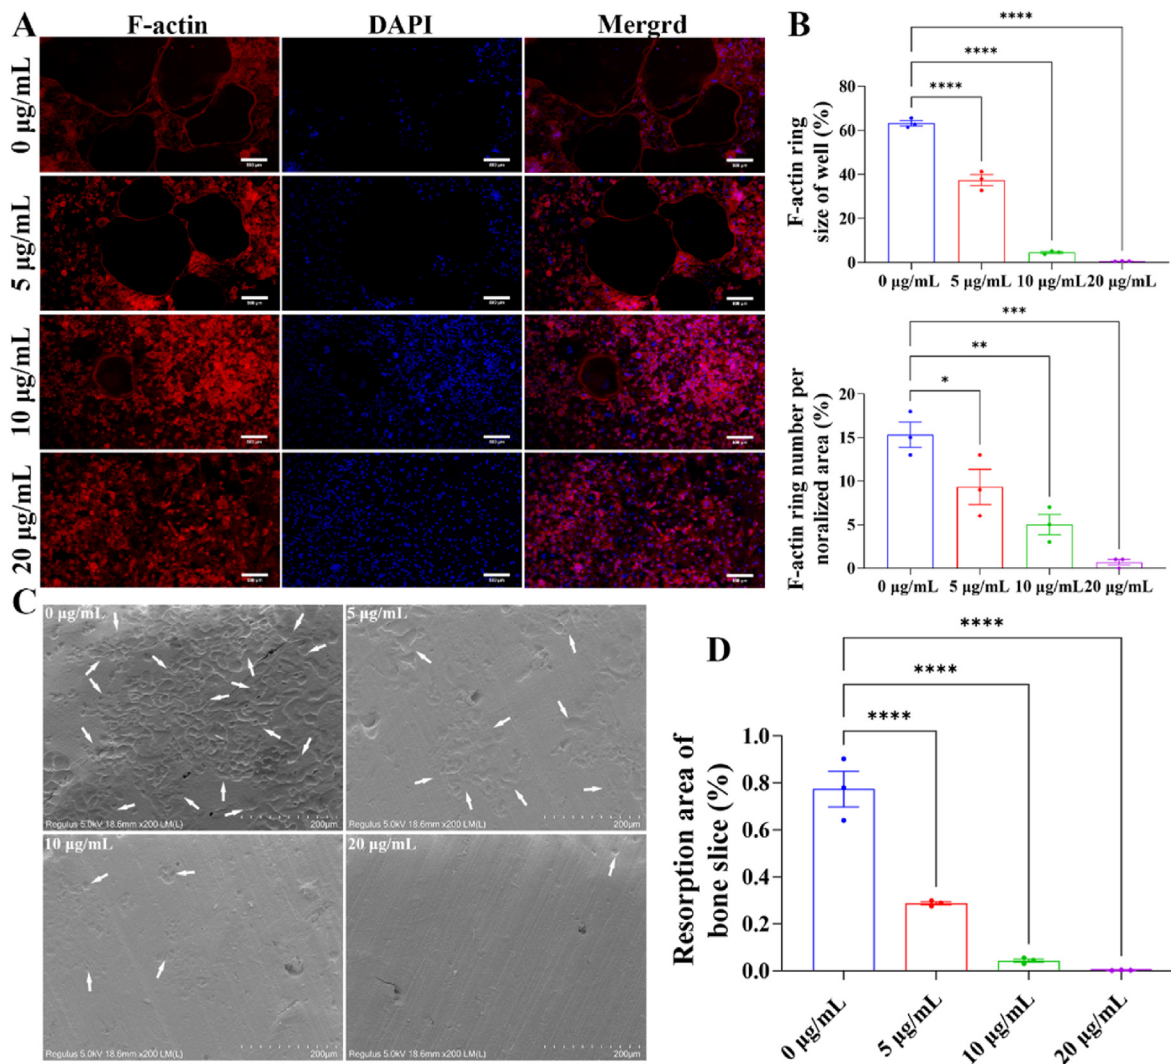 A
F-actin
DAPI
Mergrd
0 μg/mL
5 μg/mL
10 μg/mL
20 μg/mL
B
****
****
****
80
60
40
20
0
F-actin ring
size of well (%)
0 μg/mL
5 μg/mL
10 μg/mL
20 μg/mL
***
**
*
20
15
10
5
0
F-actin ring number per
noralized area (%)
0 μg/mL
5 μg/mL
10 μg/mL
20 μg/mL
C
0 μg/mL
Regulus 5.0kV 18.6mm x200 LM(L)
200μm
5 μg/mL
Regulus 5.0kV 18.6mm x200 LM(L)
200μm
10 μg/mL
Regulus 5.0kV 18.6mm x200 LM(L)
200μm
20 μg/mL
Regulus 5.0kV 18.6mm x200 LM(L)
200μm
D
****
****
****
1.0
0.8
0.6
0.4
0.2
0.0
Resorption area of
bone slice (%)
0 μg/mL
5 μg/mL
10 μg/mL
20 μg/mL